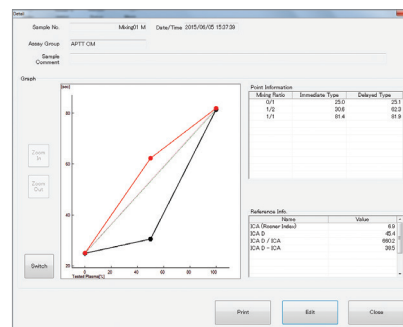 Detail
Sample No. Mixing01 M Date/Time 2015/06/05 15:37:38
Assay Group APTT CM
Sample
Comment
Graph
[sec]
80
60
40
20
0 20 40 60 80 100
Tested Plasma[%]
Zoom
In
Zoom
Out
Switch
Point Information
Mixing Ratio Immediate Type Delayed Type
0/1 25.0 25.1
1/2 30.6 62.3
1/1 81.4 81.9
Reference Info.
Name Value
ICA (Rosner Index) 6.9
ICA D 45.4
ICA D / ICA 660.2
ICA D - ICA 38.5
Print Edit Close